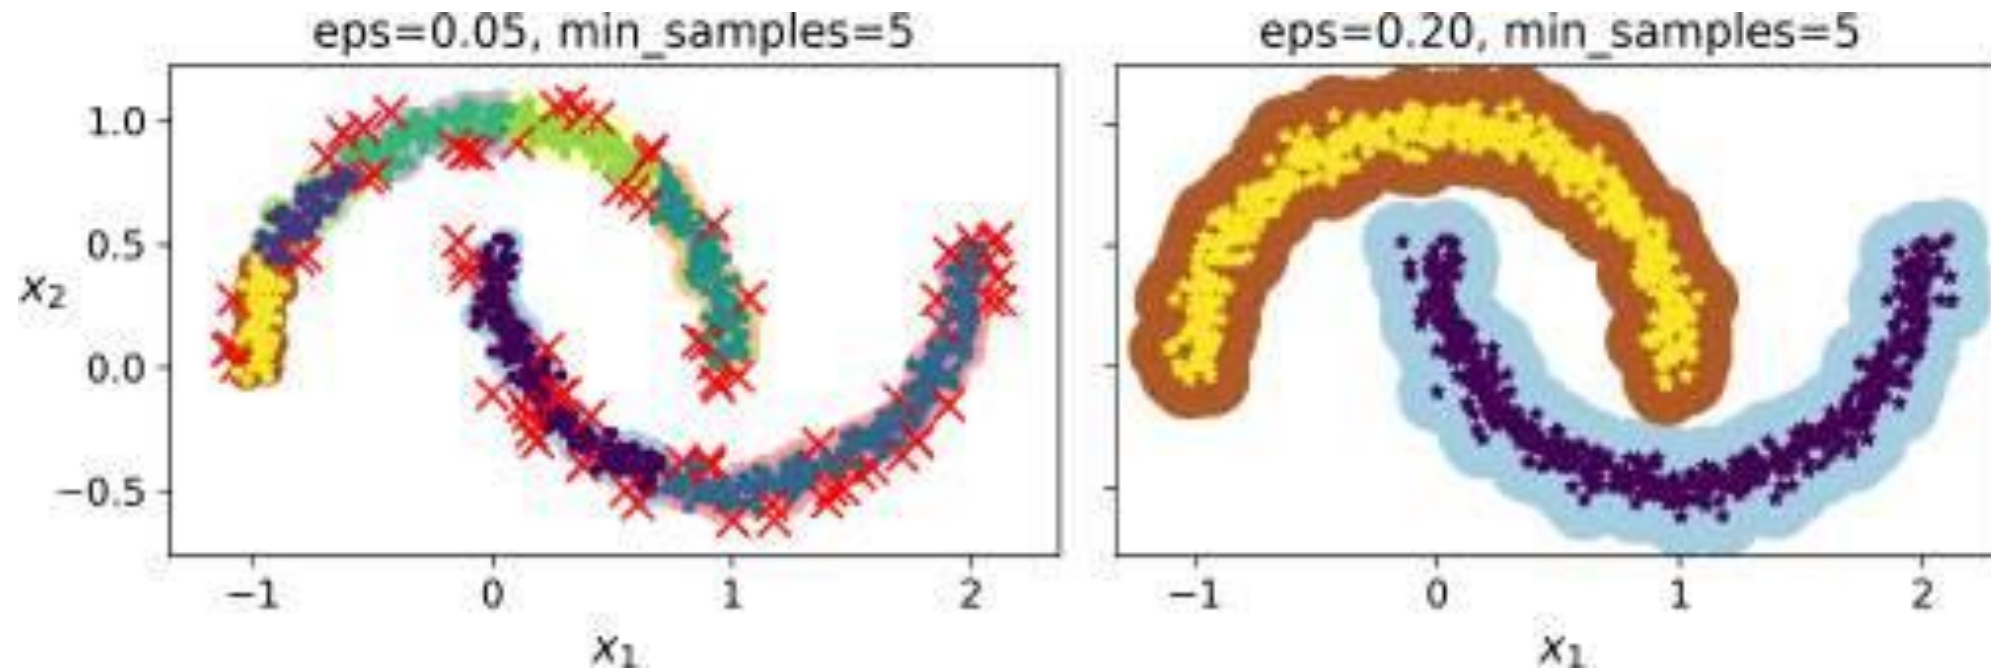 eps=0.05, min_samples=5
eps=0.20, min_samples=5
1.0
0.5
x₂
0.0
−0.5
−1 0 1 2
−1 0 1 2
x₁
x₁